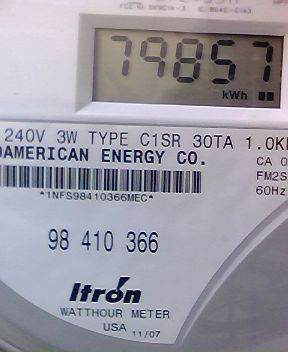 79857
kWh
240V 3W TYPE C1SR 30TA 1.0K
AMERICAN ENERGY CO.
CA 0
FM2S
60Hz
*1NFS98410366MEC*
98 410 366
Itron
WATTHOUR METER
USA 11/07